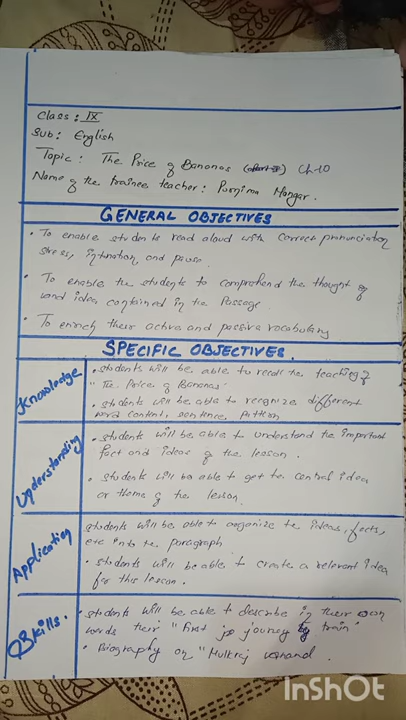 Class : IX
Sub : English
Topic : The Price of Bananas Ch-10
Name of the trainee teacher : Purnima Mangar.
GENERAL OBJECTIVES
• To enable students read aloud with correct pronunciation
stress, intonation, and pause.
• To enable the students to comprehend the thought of
and idea contained in the Passage.
• To enrich their active and passive vocabulary
SPECIFIC OBJECTIVES.
Knowledge
• students will be able to recall the teaching of
"The Price of Bananas"
• students will be able to recognize different
word content, sentence pattern
Understanding
• students will be able to understand the important
fact and ideas of the lesson.
• students will be able to get the central idea
or theme of the lesson.
Application
students will be able to organize the ideas, facts,
etc into the paragraph
• students will be able to create a relevant idea
for this lesson.
Skills.
• students will be able to describe in their own
words their "First journey by train"
• Biography on "Mulkraj
InShOt